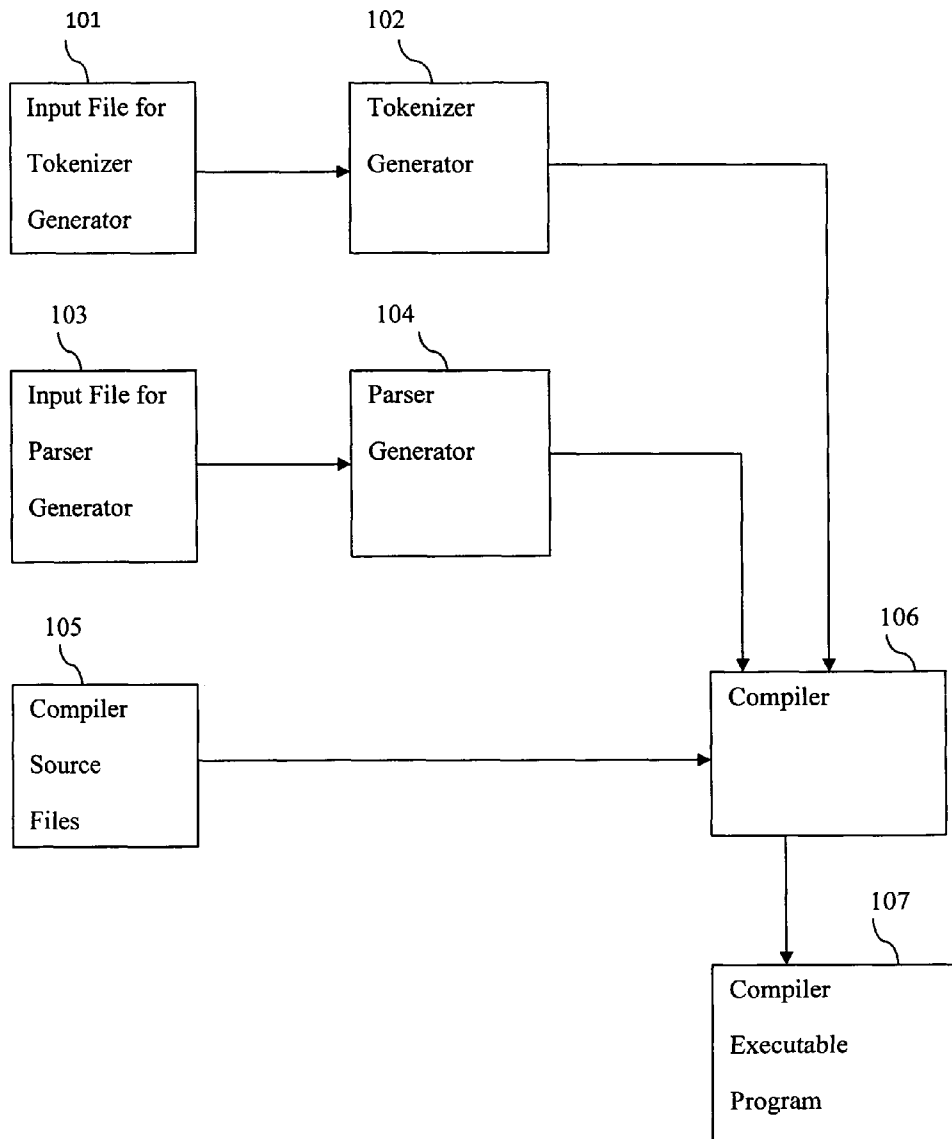 101
102
Input File for
Tokenizer
Generator
Tokenizer
Generator
103
104
Input File for
Parser
Generator
Parser
Generator
105
106
Compiler
Source
Files
Compiler
107
Compiler
Executable
Program